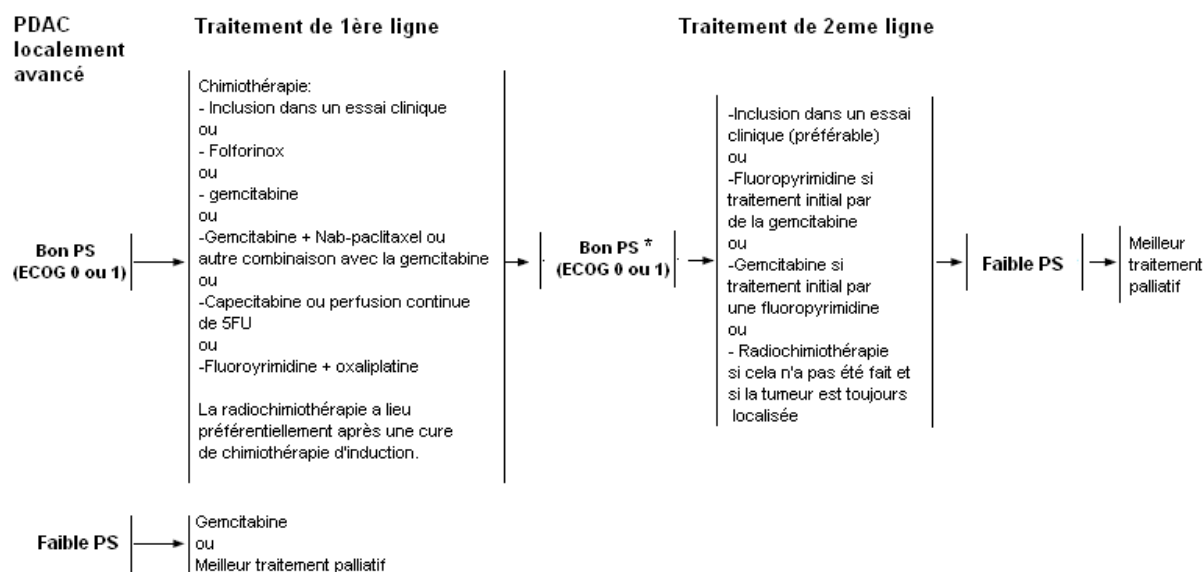 PDAC
localement
avancé
Traitement de 1ère ligne
Traitement de 2eme ligne
Bon PS
(ECOG 0 ou 1)
Chimiothérapie:
- Inclusion dans un essai clinique
ou
- Folforinox
ou
- gemcitabine
ou
-Gemcitabine + Nab-paclitaxel ou
autre combinaison avec la gemcitabine
ou
-Capecitabine ou perfusion continue
de 5FU
ou
-Fluoroyrimidine + oxaliplatine
La radiochimiothérapie a lieu
préférentiellement après une cure
de chimiothérapie d'induction.
Bon PS *
(ECOG 0 ou 1)
-Inclusion dans un essai
clinique (préférable)
ou
-Fluoropyrimidine si
traitement initial par
de la gemcitabine
ou
-Gemcitabine si
traitement initial par
une fluoropyrimidine
ou
- Radiochimiothérapie
si cela n'a pas été fait et
si la tumeur est toujours
localisée
Faible PS
Meilleur
traitement
palliatif
Faible PS
Gemcitabine
ou
Meilleur traitement palliatif